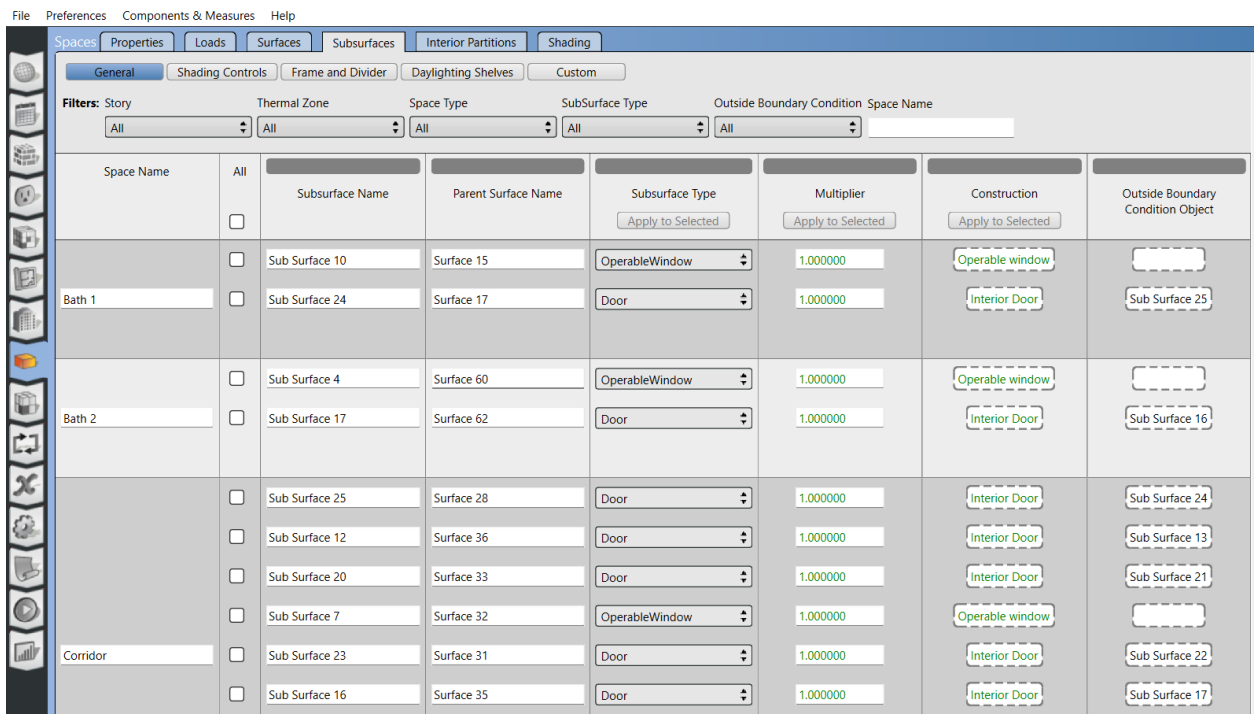 File Preferences Components & Measures Help
Spaces Properties Loads Surfaces Subsurfaces Interior Partitions Shading
General Shading Controls Frame and Divider Daylighting Shelves Custom
Filters: Story Thermal Zone Space Type SubSurface Type Outside Boundary Condition Space Name
All All All All All
Space Name All Subsurface Name Parent Surface Name Subsurface Type Multiplier Construction Outside Boundary
Condition Object
Apply to Selected Apply to Selected Apply to Selected
Sub Surface 10 Surface 15 OperableWindow 1.000000 Operable window
Bath 1 Sub Surface 24 Surface 17 Door 1.000000 Interior Door Sub Surface 25
Sub Surface 4 Surface 60 OperableWindow 1.000000 Operable window
Bath 2 Sub Surface 17 Surface 62 Door 1.000000 Interior Door Sub Surface 16
Sub Surface 25 Surface 28 Door 1.000000 Interior Door Sub Surface 24
Sub Surface 12 Surface 36 Door 1.000000 Interior Door Sub Surface 13
Sub Surface 20 Surface 33 Door 1.000000 Interior Door Sub Surface 21
Sub Surface 7 Surface 32 OperableWindow 1.000000 Operable window
Corridor Sub Surface 23 Surface 31 Door 1.000000 Interior Door Sub Surface 22
Sub Surface 16 Surface 35 Door 1.000000 Interior Door Sub Surface 17